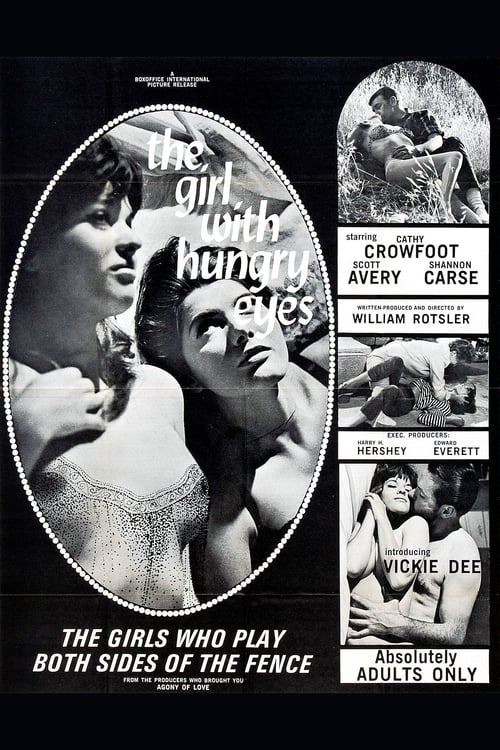 A
BOXOFFICE INTERNATIONAL
PICTURE RELEASE
the
girl
with
hungry
eyes
starring CATHY
CROWFOOT
SCOTT SHANNON
AVERY CARSE
WRITTEN-PRODUCED AND DIRECTED BY
WILLIAM ROTSLER
EXEC. PRODUCERS:
HARRY H. EDWARD
HERSHEY EVERETT
introducing
VICKIE DEE
THE GIRLS WHO PLAY
BOTH SIDES OF THE FENCE
FROM THE PRODUCERS WHO BROUGHT YOU
AGONY OF LOVE
Absolutely
ADULTS ONLY